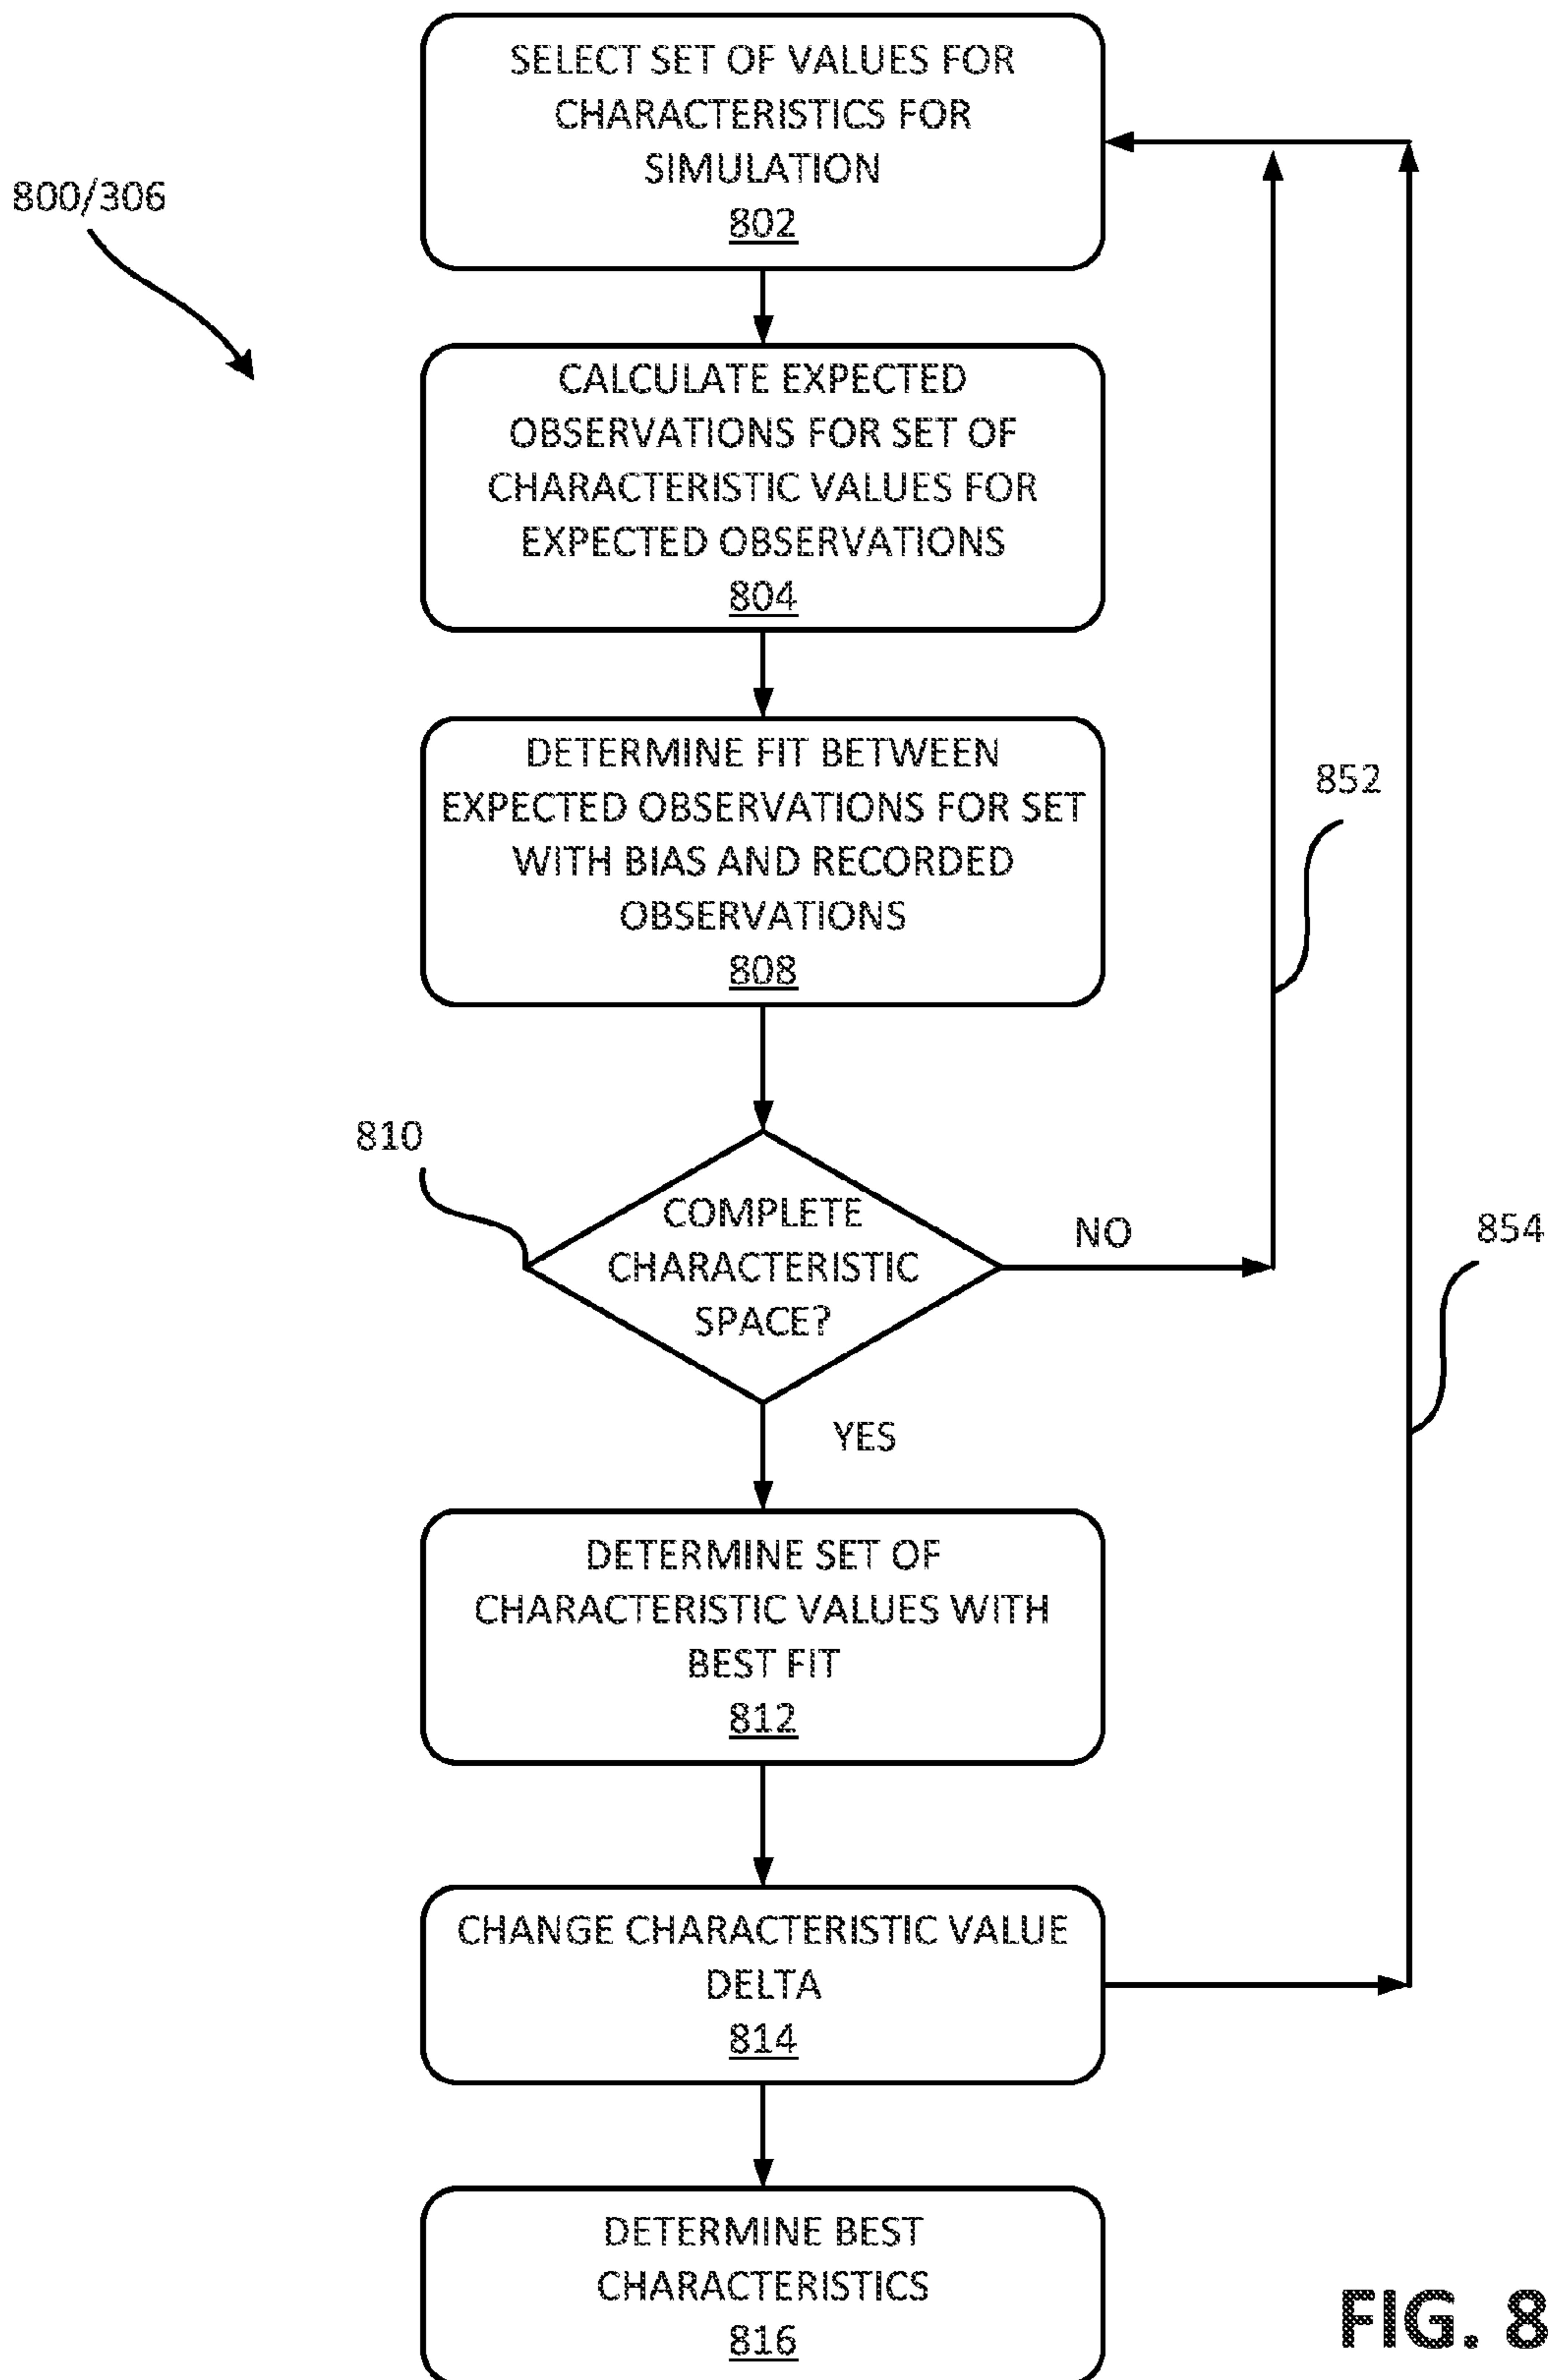 SELECT SET OF VALUES FOR
CHARACTERISTICS FOR
SIMULATION
802
800/306
CALCULATE EXPECTED
OBSERVATIONS FOR SET OF
CHARACTERISTIC VALUES FOR
EXPECTED OBSERVATIONS
804
DETERMINE FIT BETWEEN
EXPECTED OBSERVATIONS FOR SET
WITH BIAS AND RECORDED
OBSERVATIONS
808
852
810
COMPLETE
CHARACTERISTIC
SPACE?
NO
854
YES
DETERMINE SET OF
CHARACTERISTIC VALUES WITH
BEST FIT
812
CHANGE CHARACTERISTIC VALUE
DELTA
814
DETERMINE BEST
CHARACTERISTICS
816
FIG. 8